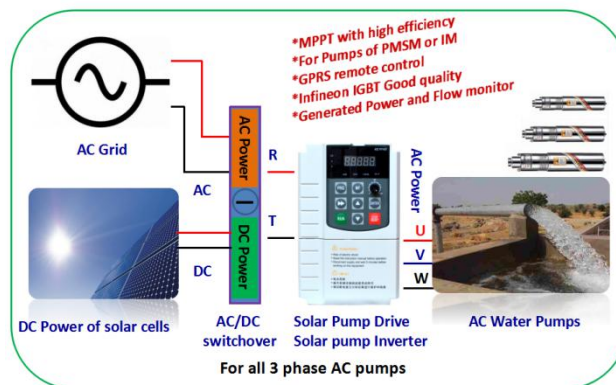 *MPPT with high efficiency
*For Pumps of PMSM or IM
*GPRS remote control
*Infineon IGBT Good quality
*Generated Power and Flow monitor
AC Grid
AC
DC
AC Power
DC Power
R
T
AC Power
U
V
W
DC Power of solar cells
AC/DC
switchover
Solar Pump Drive
Solar pump Inverter
AC Water Pumps
For all 3 phase AC pumps